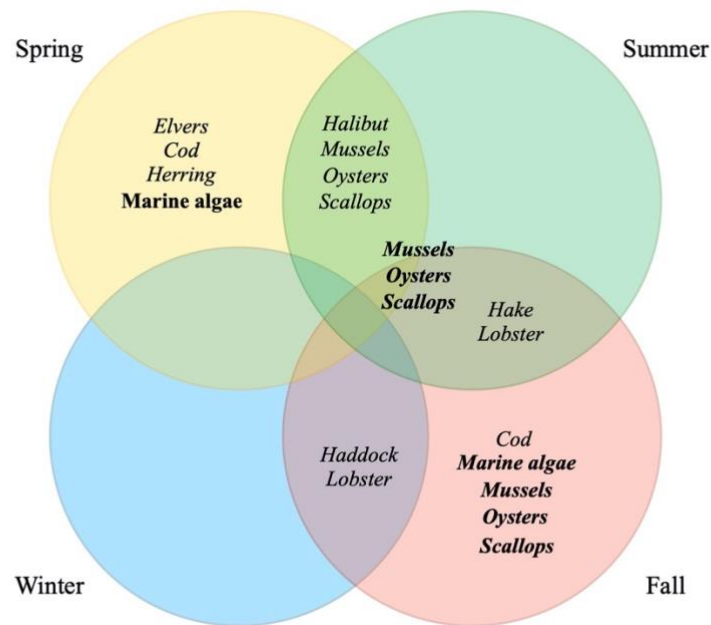 Spring
Summer
Elvers
Cod
Herring
Marine algae
Halibut
Mussels
Oysters
Scallops
Mussels
Oysters
Scallops
Hake
Lobster
Haddock
Lobster
Cod
Marine algae
Mussels
Oysters
Scallops
Winter
Fall